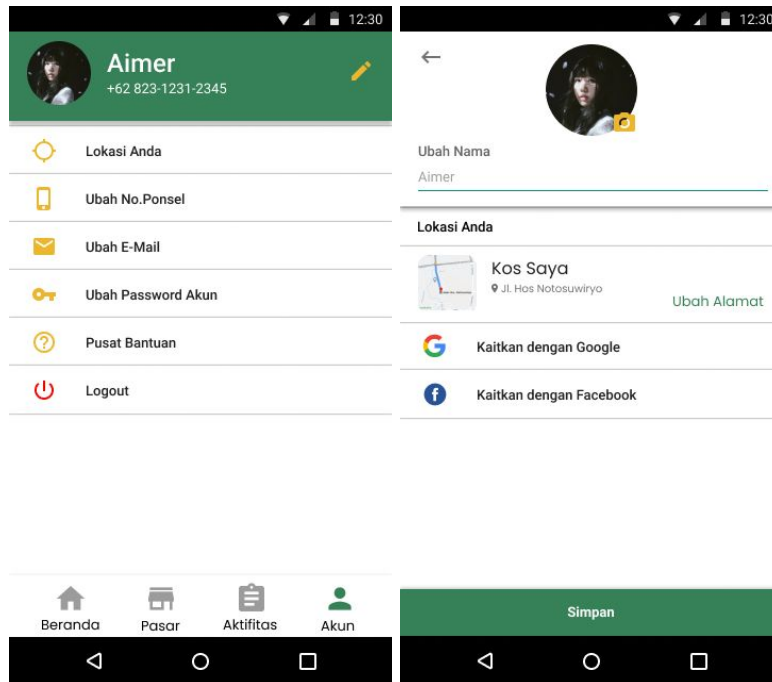 12:30
Aimer
+62 823-1231-2345
Lokasi Anda
Ubah No.Ponsel
Ubah E-Mail
Ubah Password Akun
Pusat Bantuan
Logout
Beranda
Pasar
Aktifitas
Akun
12:30
Ubah Nama
Aimer
Lokasi Anda
Kos Saya
Jl. Hos Notosuwiryo
Ubah Alamat
Kaitkan dengan Google
Kaitkan dengan Facebook
Simpan